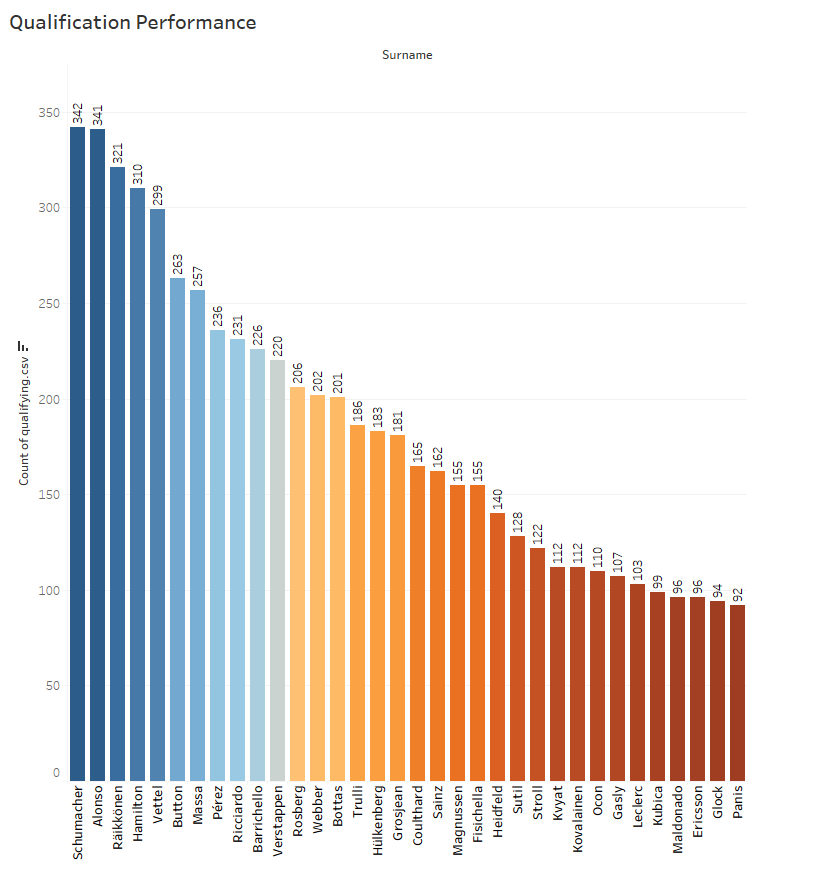 Qualification Performance
Surname
Count of qualifying.csv
350
300
250
200
150
100
50
0
342
341
321
310
299
263
257
236
231
226
220
206
202
201
186
183
181
165
162
155
155
140
128
122
112
112
110
107
103
99
96
96
94
92
Schumacher
Alonso
Räikkönen
Hamilton
Vettel
Button
Massa
Pérez
Ricciardo
Barrichello
Verstappen
Rosberg
Webber
Bottas
Trulli
Hülkenberg
Grosjean
Coulthard
Sainz
Magnussen
Fisichella
Heidfeld
Sutil
Stroll
Kvyat
Kovalainen
Ocon
Gasly
Leclerc
Kubica
Maldonado
Ericsson
Glock
Panis